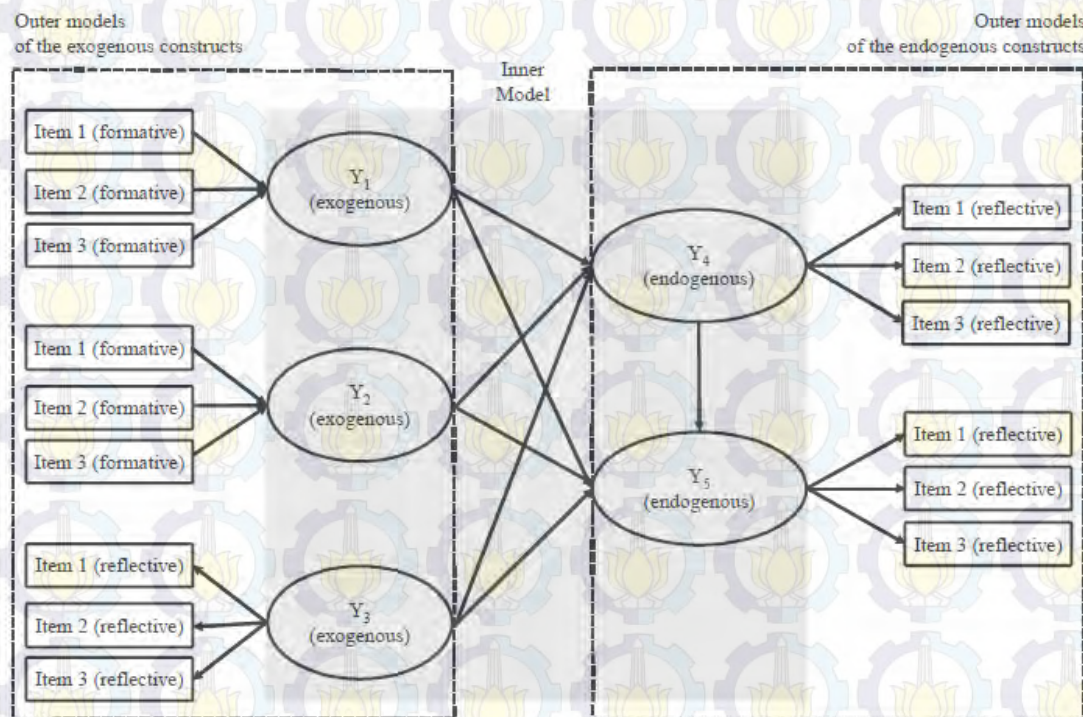 Outer models
of the exogenous constructs
Inner
Model
Outer models
of the endogenous constructs
Item 1 (formative)
Item 2 (formative)
Item 3 (formative)
Y1
(exogenous)
Item 1 (formative)
Item 2 (formative)
Item 3 (formative)
Y2
(exogenous)
Item 1 (reflective)
Item 2 (reflective)
Item 3 (reflective)
Y3
(exogenous)
Y4
(endogenous)
Item 1 (reflective)
Item 2 (reflective)
Item 3 (reflective)
Y5
(endogenous)
Item 1 (reflective)
Item 2 (reflective)
Item 3 (reflective)